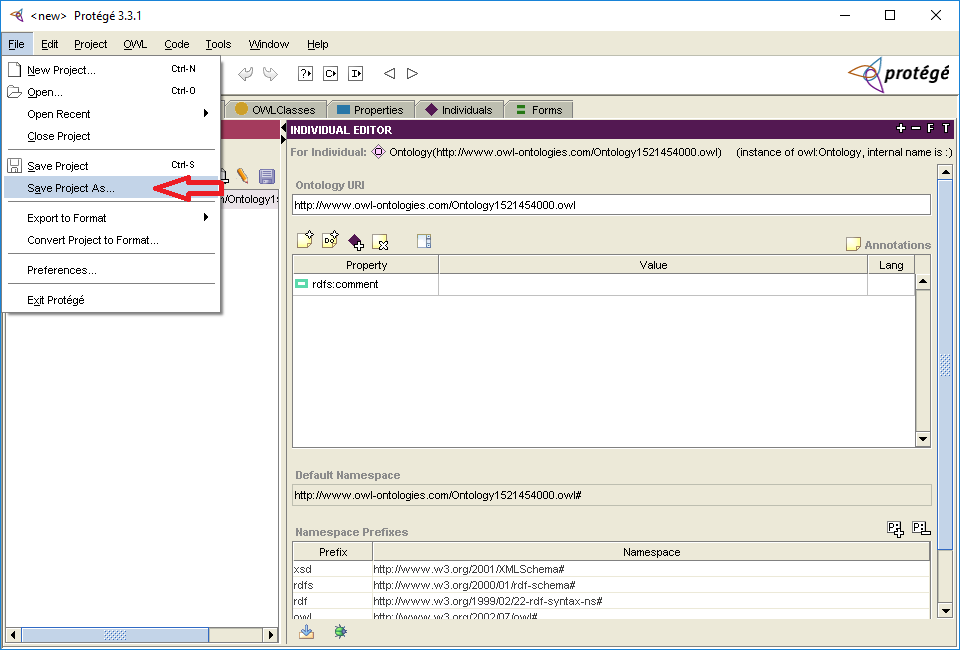 <new> Protégé 3.3.1
File Edit Project OWL Code Tools Window Help
New Project... Ctrl-N
Open... Ctrl-O
Open Recent
Close Project
Save Project Ctrl-S
Save Project As...
Export to Format
Convert Project to Format...
Preferences...
Exit Protégé
protégé
OWLClasses Properties Individuals Forms
INDIVIDUAL EDITOR + − F T
For Individual: Ontology(http://www.owl-ontologies.com/Ontology1521454000.owl) (instance of owl:Ontology, internal name is :)
Ontology URI
http://www.owl-ontologies.com/Ontology1521454000.owl
Annotations
Property Value Lang
rdfs:comment
Default Namespace
http://www.owl-ontologies.com/Ontology1521454000.owl#
Namespace Prefixes
Prefix Namespace
xsd http://www.w3.org/2001/XMLSchema#
rdfs http://www.w3.org/2000/01/rdf-schema#
rdf http://www.w3.org/1999/02/22-rdf-syntax-ns#
owl http://www.w3.org/2002/07/owl#